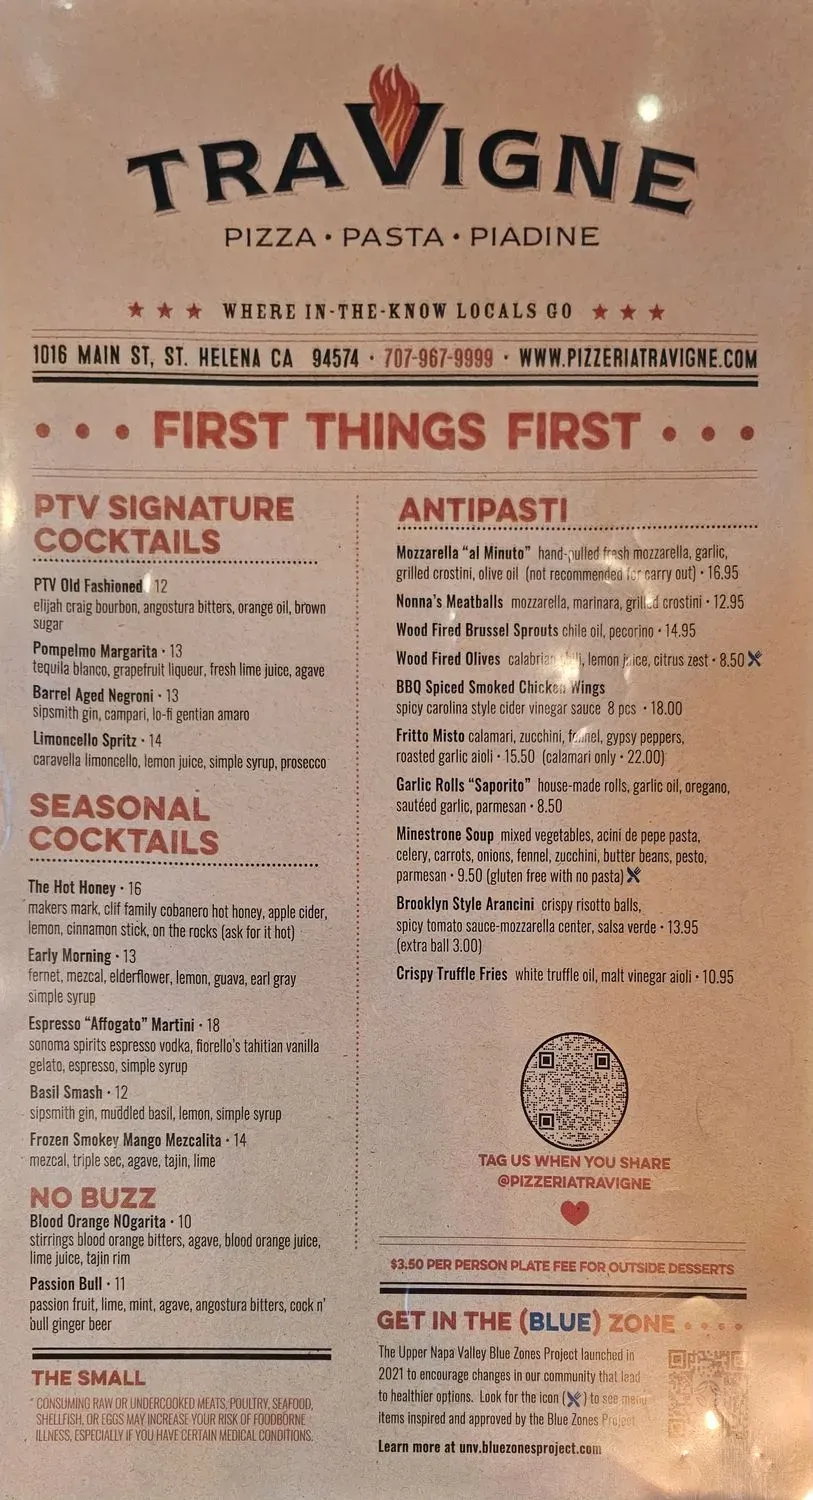 TRAVIGNE
PIZZA • PASTA • PIADINE
WHERE IN-THE-KNOW LOCALS GO
1016 MAIN ST, ST. HELENA CA 94574 • 707-967-9999 • WWW.PIZZERIATRAVIGNE.COM
FIRST THINGS FIRST
PTV SIGNATURE
COCKTAILS
PTV Old Fashioned 12
elijah craig bourbon, angostura bitters, orange oil, brown
sugar
Pompelmo Margarita • 13
tequila blanco, grapefruit liqueur, fresh lime juice, agave
Barrel Aged Negroni • 13
sipsmith gin, campari, lo-fi gentian amaro
Limoncello Spritz • 14
caravella limoncello, lemon juice, simple syrup, prosecco
SEASONAL
COCKTAILS
The Hot Honey • 16
makers mark, clif family cobanero hot honey, apple cider,
lemon, cinnamon stick, on the rocks (ask for it hot)
Early Morning • 13
fernet, mezcal, elderflower, lemon, guava, earl gray
simple syrup
Espresso “Affogato” Martini • 18
sonoma spirits espresso vodka, fiorello's tahitian vanilla
gelato, espresso, simple syrup
Basil Smash • 12
sipsmith gin, muddled basil, lemon, simple syrup
Frozen Smokey Mango Mezcalita • 14
mezcal, triple sec, agave, tajin, lime
NO BUZZ
Blood Orange NOgarita • 10
stirrings blood orange bitters, agave, blood orange juice,
lime juice, tajin rim
Passion Bull • 11
passion fruit, lime, mint, agave, angostura bitters, cock n'
bull ginger beer
THE SMALL
* CONSUMING RAW OR UNDERCOOKED MEATS, POULTRY, SEAFOOD,
SHELLFISH, OR EGGS MAY INCREASE YOUR RISK OF FOODBORNE
ILLNESS, ESPECIALLY IF YOU HAVE CERTAIN MEDICAL CONDITIONS.
ANTIPASTI
Mozzarella “al Minuto” hand-pulled fresh mozzarella, garlic,
grilled crostini, olive oil (not recommended for carry out) • 16.95
Nonna's Meatballs mozzarella, marinara, grilled crostini • 12.95
Wood Fired Brussel Sprouts chile oil, pecorino • 14.95
Wood Fired Olives calabrian chili, lemon juice, citrus zest • 8.50
BBQ Spiced Smoked Chicken Wings
spicy carolina style cider vinegar sauce 8 pcs • 18.00
Fritto Misto calamari, zucchini, fennel, gypsy peppers,
roasted garlic aioli • 15.50 (calamari only • 22.00)
Garlic Rolls “Saporito” house-made rolls, garlic oil, oregano,
sautéed garlic, parmesan • 8.50
Minestrone Soup mixed vegetables, acini de pepe pasta,
celery, carrots, onions, fennel, zucchini, butter beans, pesto,
parmesan • 9.50 (gluten free with no pasta)
Brooklyn Style Arancini crispy risotto balls,
spicy tomato sauce-mozzarella center, salsa verde • 13.95
(extra ball 3.00)
Crispy Truffle Fries white truffle oil, malt vinegar aioli • 10.95
TAG US WHEN YOU SHARE
@PIZZERIATRAVIGNE
$3.50 PER PERSON PLATE FEE FOR OUTSIDE DESSERTS
GET IN THE (BLUE) ZONE
The Upper Napa Valley Blue Zones Project launched in
2021 to encourage changes in our community that lead
to healthier options. Look for the icon ( ) to see menu
items inspired and approved by the Blue Zones Project
Learn more at unv.bluezonesproject.com